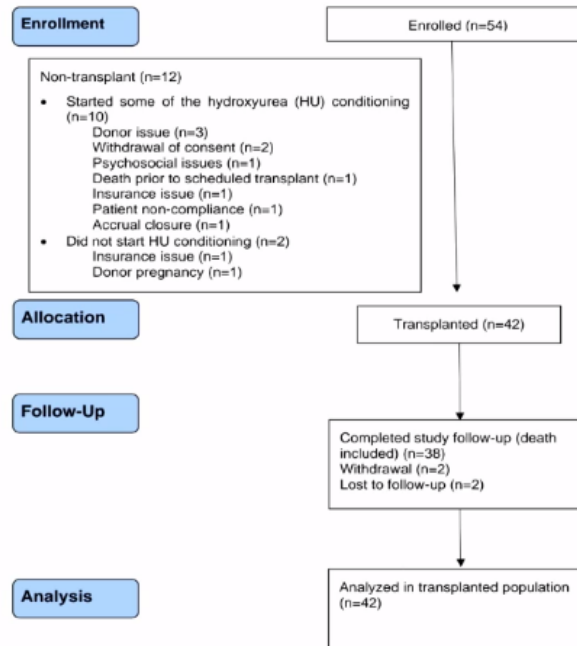 Enrollment
Enrolled (n=54)
Non-transplant (n=12)
• Started some of the hydroxyurea (HU) conditioning
(n=10)
Donor issue (n=3)
Withdrawal of consent (n=2)
Psychosocial issues (n=1)
Death prior to scheduled transplant (n=1)
Insurance issue (n=1)
Patient non-compliance (n=1)
Accrual closure (n=1)
• Did not start HU conditioning (n=2)
Insurance issue (n=1)
Donor pregnancy (n=1)
Allocation
Transplanted (n=42)
Follow-Up
Completed study follow-up (death
included) (n=38)
Withdrawal (n=2)
Lost to follow-up (n=2)
Analysis
Analyzed in transplanted population
(n=42)